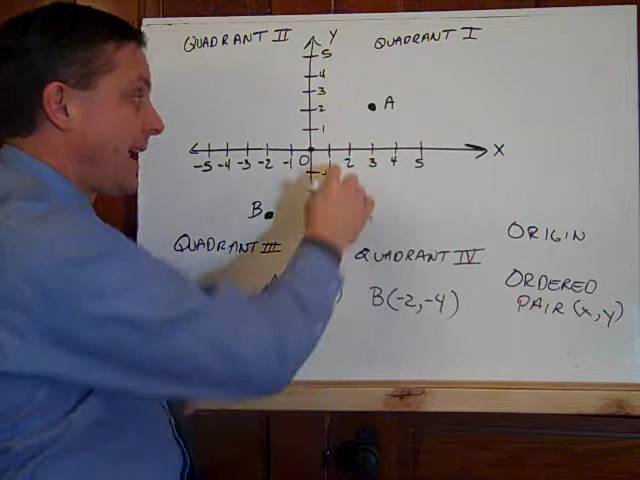 QUADRANT II
Y
QUADRANT I
5
4
3
2
1
A
-5 -4 -3 -2 -1 0 1 2 3 4 5
X
B
QUADRANT III
QUADRANT IV
ORIGIN
B(-2,-4)
ORDERED
PAIR (x,y)